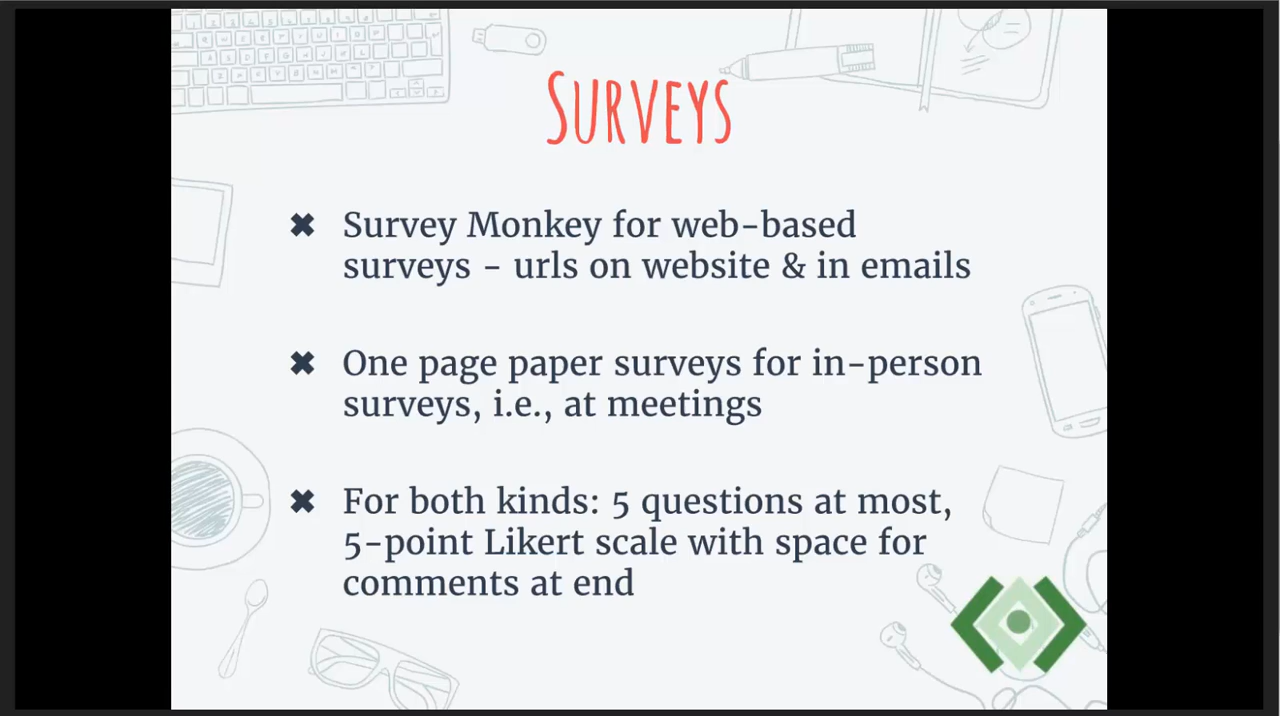 Surveys
✖ Survey Monkey for web-based
surveys - urls on website & in emails
✖ One page paper surveys for in-person
surveys, i.e., at meetings
✖ For both kinds: 5 questions at most,
5-point Likert scale with space for
comments at end